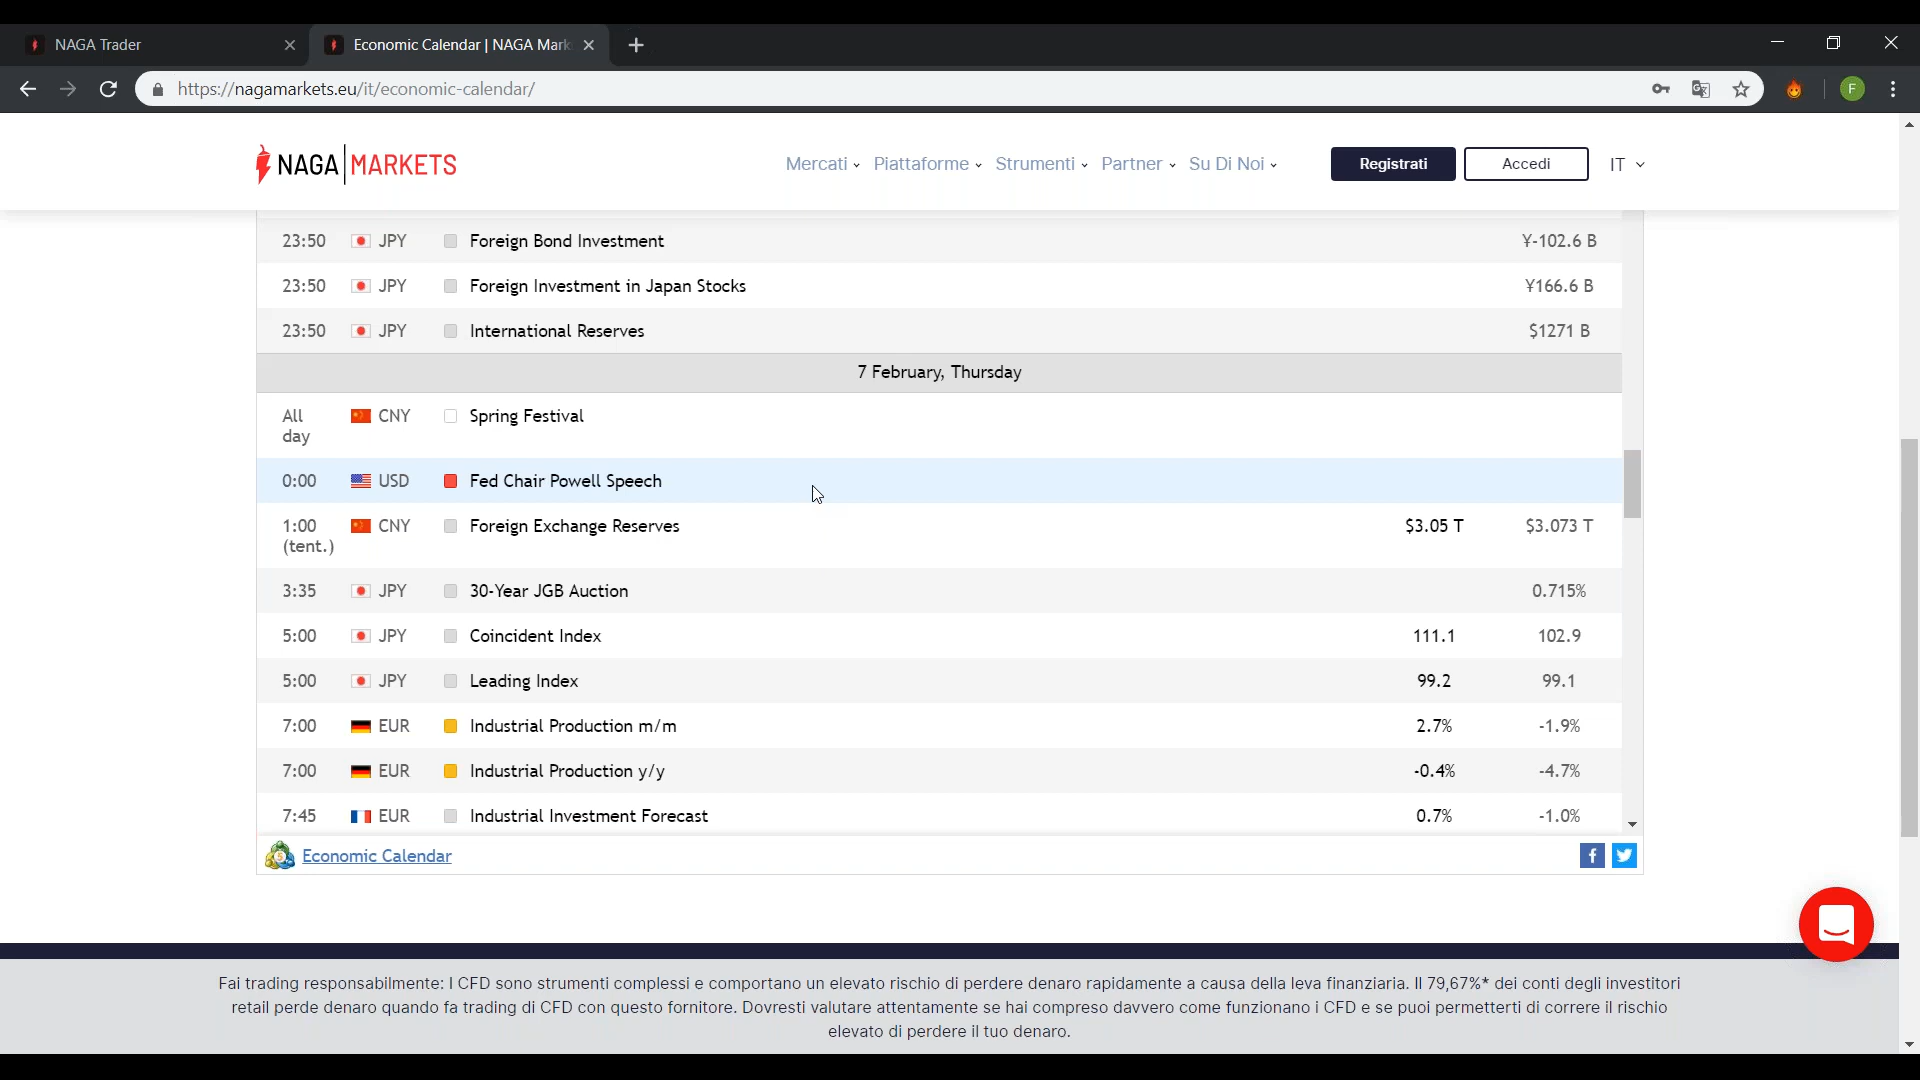 NAGA Trader
Economic Calendar | NAGA Mark
https://nagamarkets.eu/it/economic-calendar/
F
NAGA MARKETS
Mercati Piattaforme Strumenti Partner Su Di Noi
Registrati
Accedi
IT
23:50 JPY Foreign Bond Investment ¥-102.6 B
23:50 JPY Foreign Investment in Japan Stocks ¥166.6 B
23:50 JPY International Reserves $1271 B
7 February, Thursday
All day CNY Spring Festival
0:00 USD Fed Chair Powell Speech
1:00 (tent.) CNY Foreign Exchange Reserves $3.05 T $3.073 T
3:35 JPY 30-Year JGB Auction 0.715%
5:00 JPY Coincident Index 111.1 102.9
5:00 JPY Leading Index 99.2 99.1
7:00 EUR Industrial Production m/m 2.7% -1.9%
7:00 EUR Industrial Production y/y -0.4% -4.7%
7:45 EUR Industrial Investment Forecast 0.7% -1.0%
Economic Calendar
Fai trading responsabilmente: I CFD sono strumenti complessi e comportano un elevato rischio di perdere denaro rapidamente a causa della leva finanziaria. Il 79,67%* dei conti degli investitori
retail perde denaro quando fa trading di CFD con questo fornitore. Dovresti valutare attentamente se hai compreso davvero come funzionano i CFD e se puoi permetterti di correre il rischio
elevato di perdere il tuo denaro.